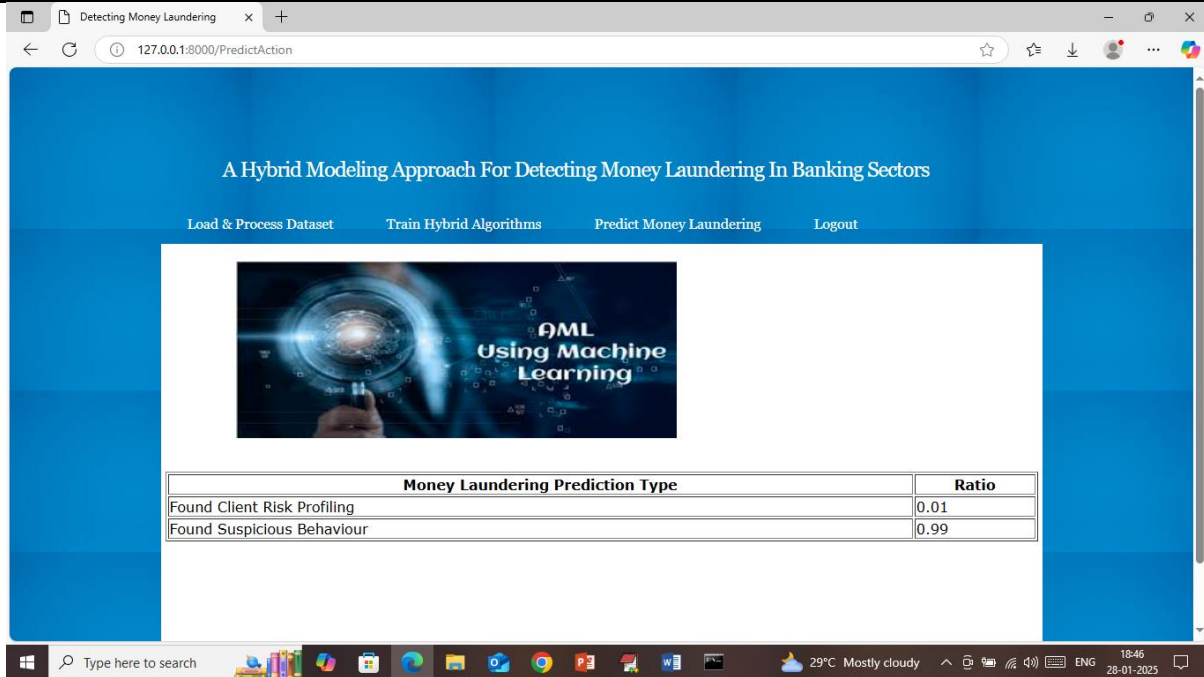 Detecting Money Laundering
127.0.0.1:8000/PredictAction
A Hybrid Modeling Approach For Detecting Money Laundering In Banking Sectors
Load & Process Dataset Train Hybrid Algorithms Predict Money Laundering Logout
AML
Using Machine
Learning
Money Laundering Prediction Type Ratio
Found Client Risk Profiling 0.01
Found Suspicious Behaviour 0.99
Type here to search 29°C Mostly cloudy ENG 18:46
28-01-2025